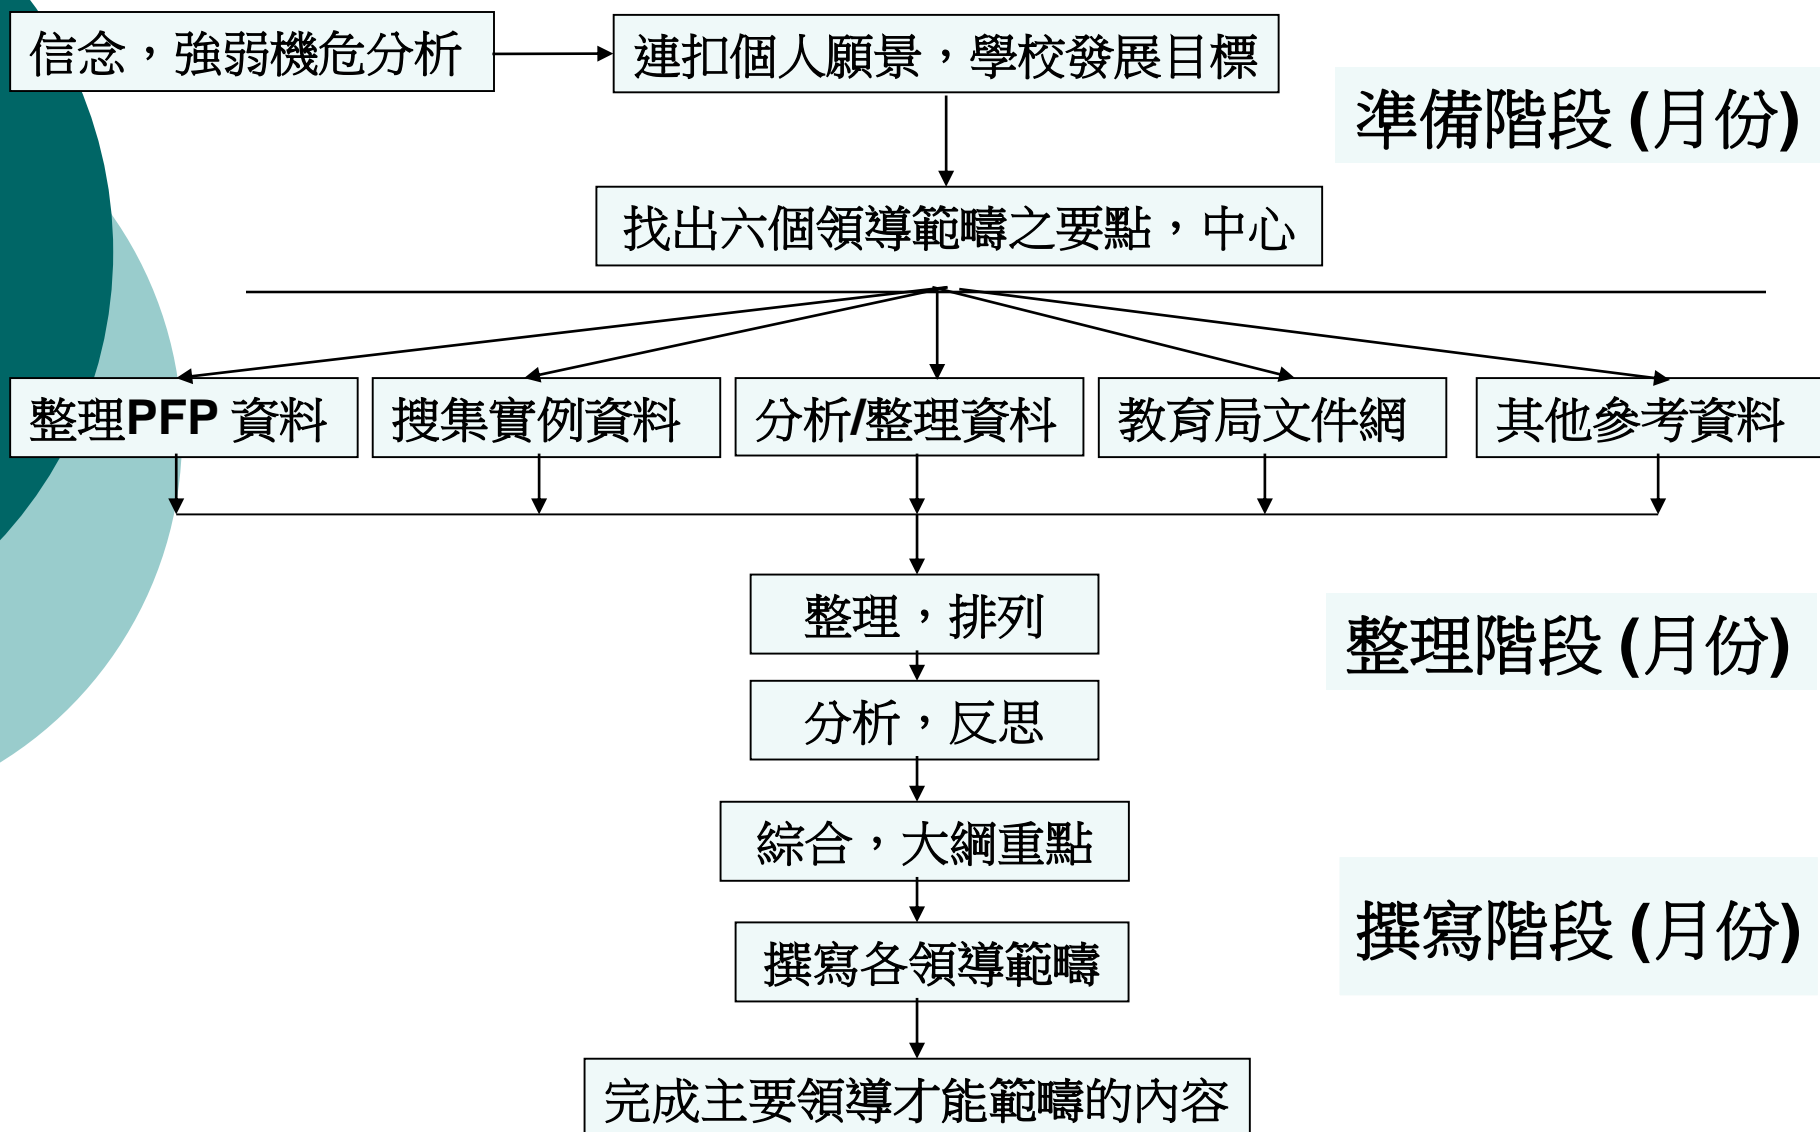 信念，強弱機危分析
連扣個人願景，學校發展目標
準備階段 (月份)
找出六個領導範疇之要點，中心
整理PFP 資料
搜集實例資料
分析/整理資料
教育局文件網
其他參考資料
整理，排列
整理階段 (月份)
分析，反思
綜合，大綱重點
撰寫階段 (月份)
撰寫各領導範疇
完成主要領導才能範疇的內容